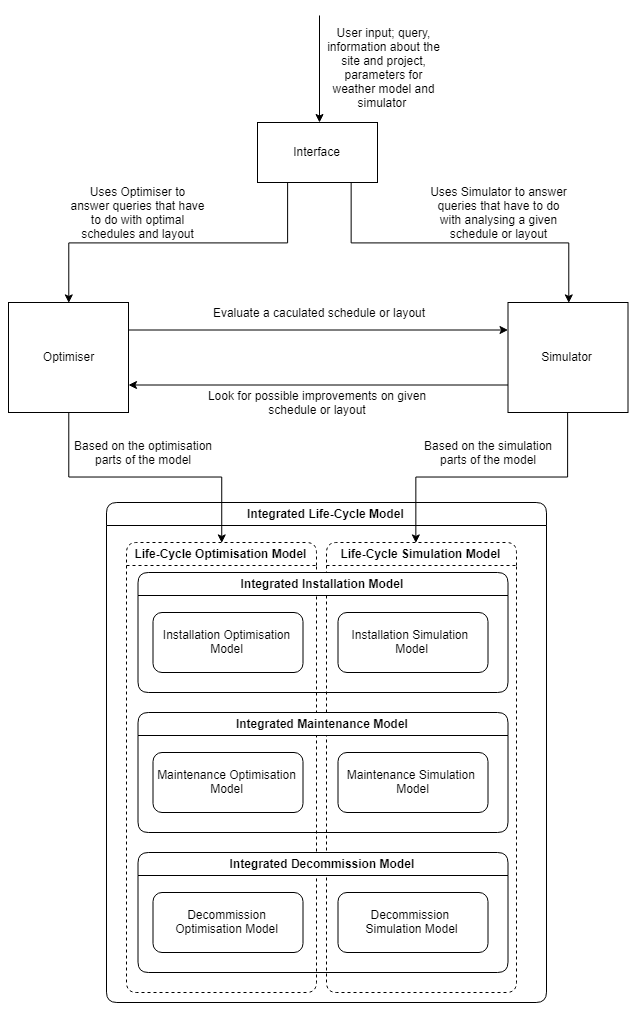 User input; query,
information about the
site and project,
parameters for
weather model and
simulator
Interface
Uses Optimiser to
answer queries that have
to do with optimal
schedules and layout
Uses Simulator to answer
queries that have to do
with analysing a given
schedule or layout
Optimiser
Evaluate a caculated schedule or layout
Simulator
Look for possible improvements on given
schedule or layout
Based on the optimisation
parts of the model
Based on the simulation
parts of the model
Integrated Life-Cycle Model
Life-Cycle Optimisation Model
Life-Cycle Simulation Model
Integrated Installation Model
Installation Optimisation
Model
Installation Simulation
Model
Integrated Maintenance Model
Maintenance Optimisation
Model
Maintenance Simulation
Model
Integrated Decommission Model
Decommission
Optimisation Model
Decommission
Simulation Model